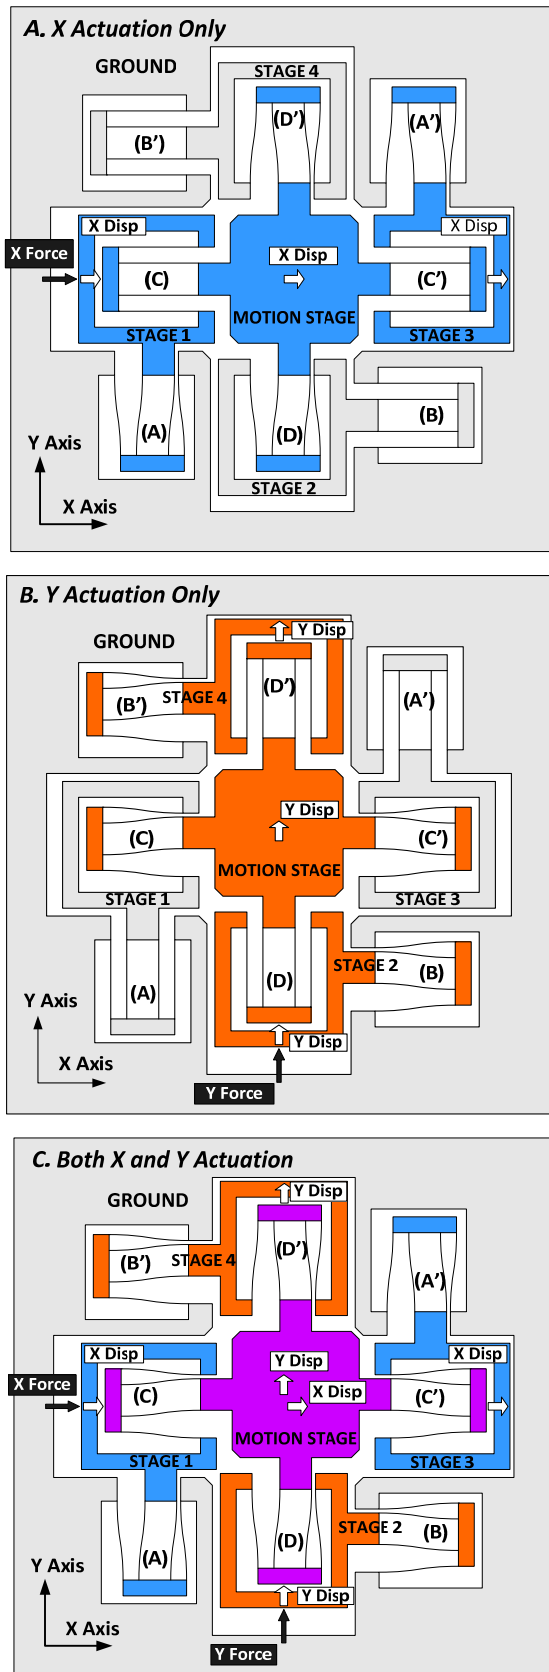 A. X Actuation Only
GROUND
STAGE 4
(D')
(A')
(B')
X Disp
X Disp
X Force
(C)
X Disp
(C')
MOTION STAGE
STAGE 1
STAGE 3
(A)
(D)
(B)
Y Axis
STAGE 2
X Axis
B. Y Actuation Only
GROUND
Y Disp
(D')
STAGE 4
(B')
(A')
Y Disp
(C)
(C')
MOTION STAGE
STAGE 1
STAGE 3
STAGE 2
(B)
(D)
(A)
Y Axis
Y Disp
X Axis
Y Force
C. Both X and Y Actuation
Y Disp
GROUND
(D')
STAGE 4
(B')
(A')
X Disp
X Disp
Y Disp
X Force
(C)
X Disp
(C')
MOTION STAGE
STAGE 1
STAGE 3
STAGE 2
(B)
(D)
(A)
Y Axis
Y Disp
X Axis
Y Force